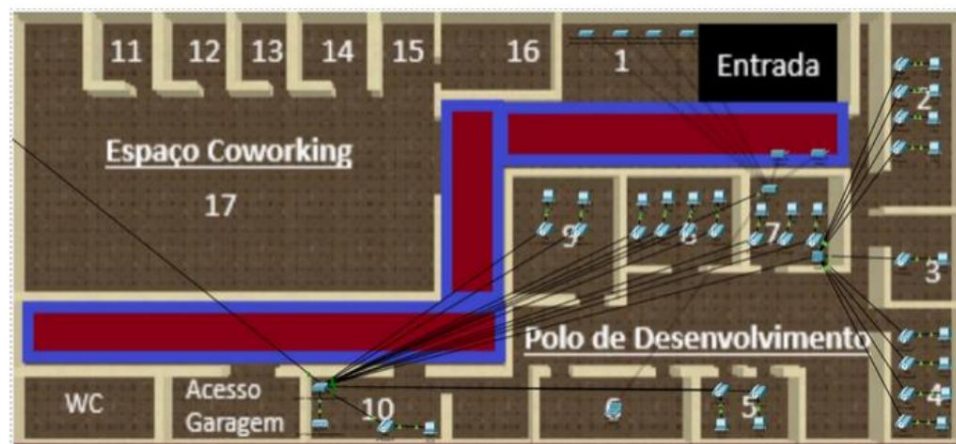 11 12 13 14 15 16 1 Entrada 2
Espaço Coworking
17 9 8 7 3
Polo de Desenvolvimento
WC Acesso Garagem 10 6 5 4